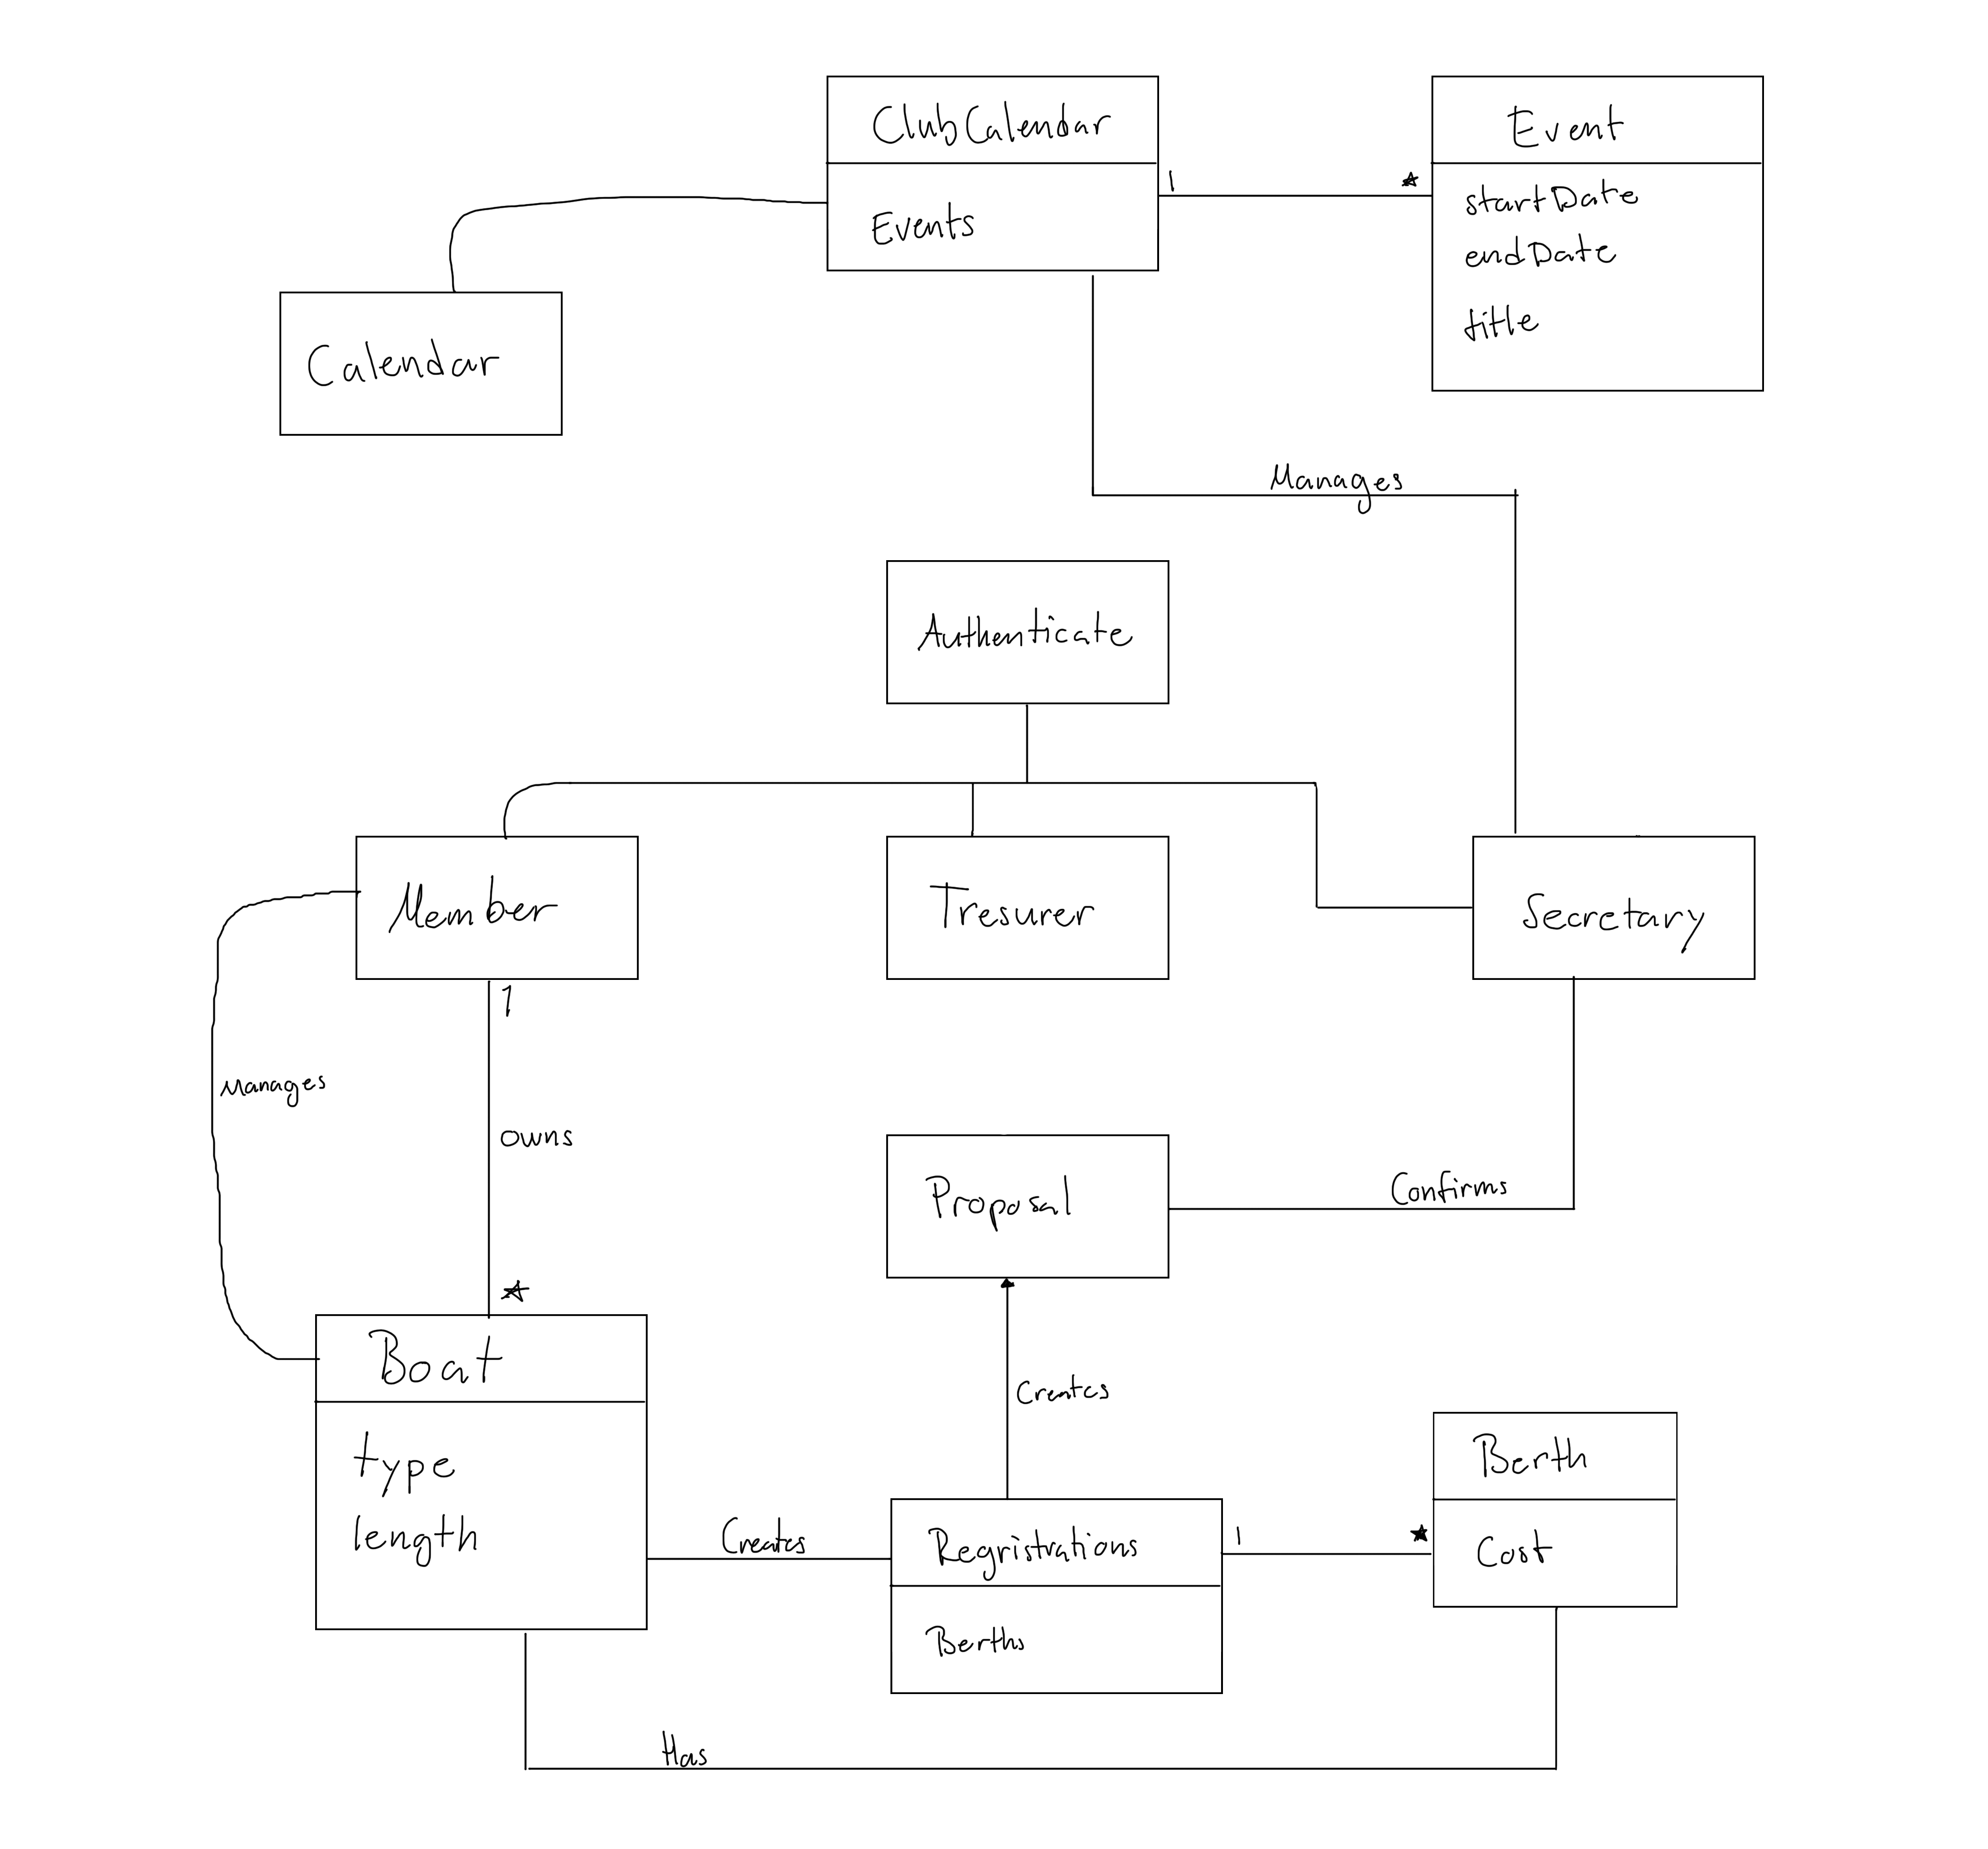 ClubCalendar
Events
1
*
Event
startDate
endDate
title
Calendar
Manages
Authenticate
Member
Tresurer
Secretary
1
Manages
owns
*
Proposal
Confirms
Boat
type
length
Creates
Creates
Regristrations
Berths
1
*
Berth
Cost
Has